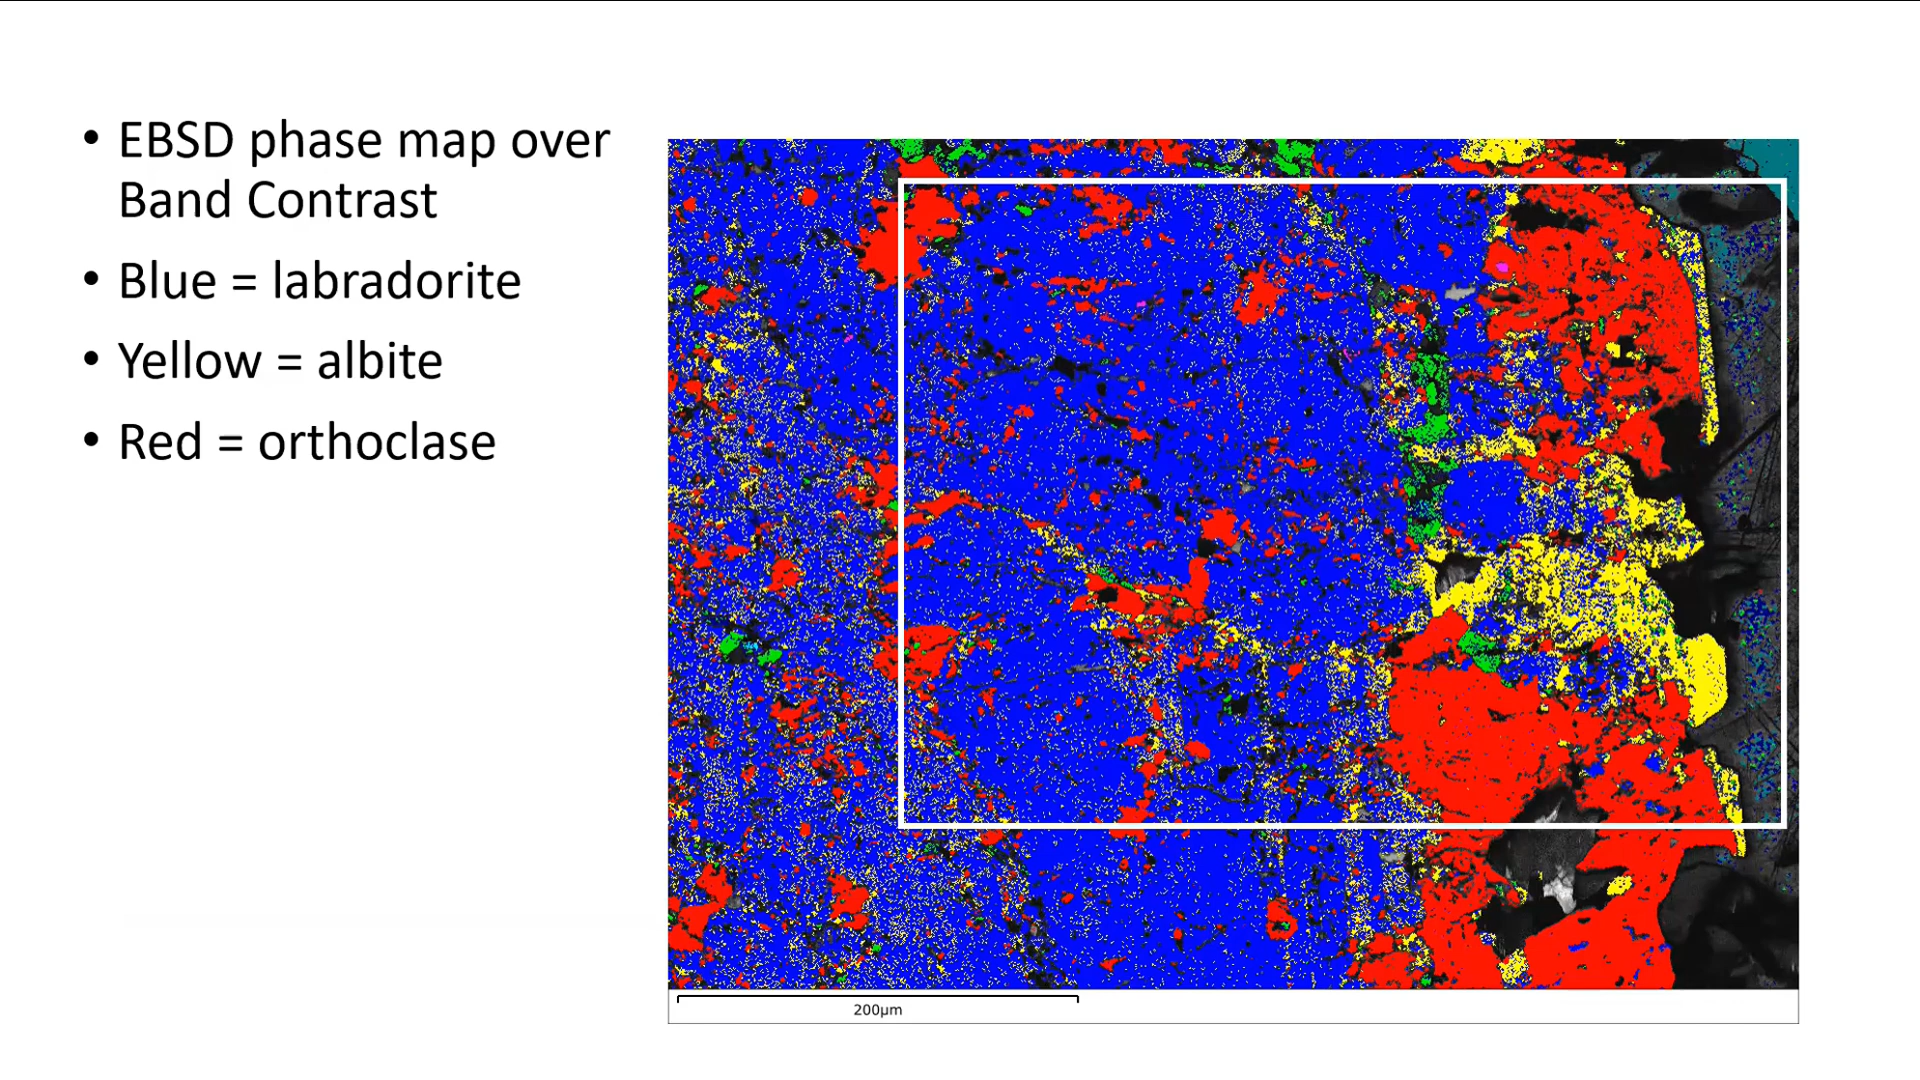 • EBSD phase map over
Band Contrast
• Blue = labradorite
• Yellow = albite
• Red = orthoclase
200µm